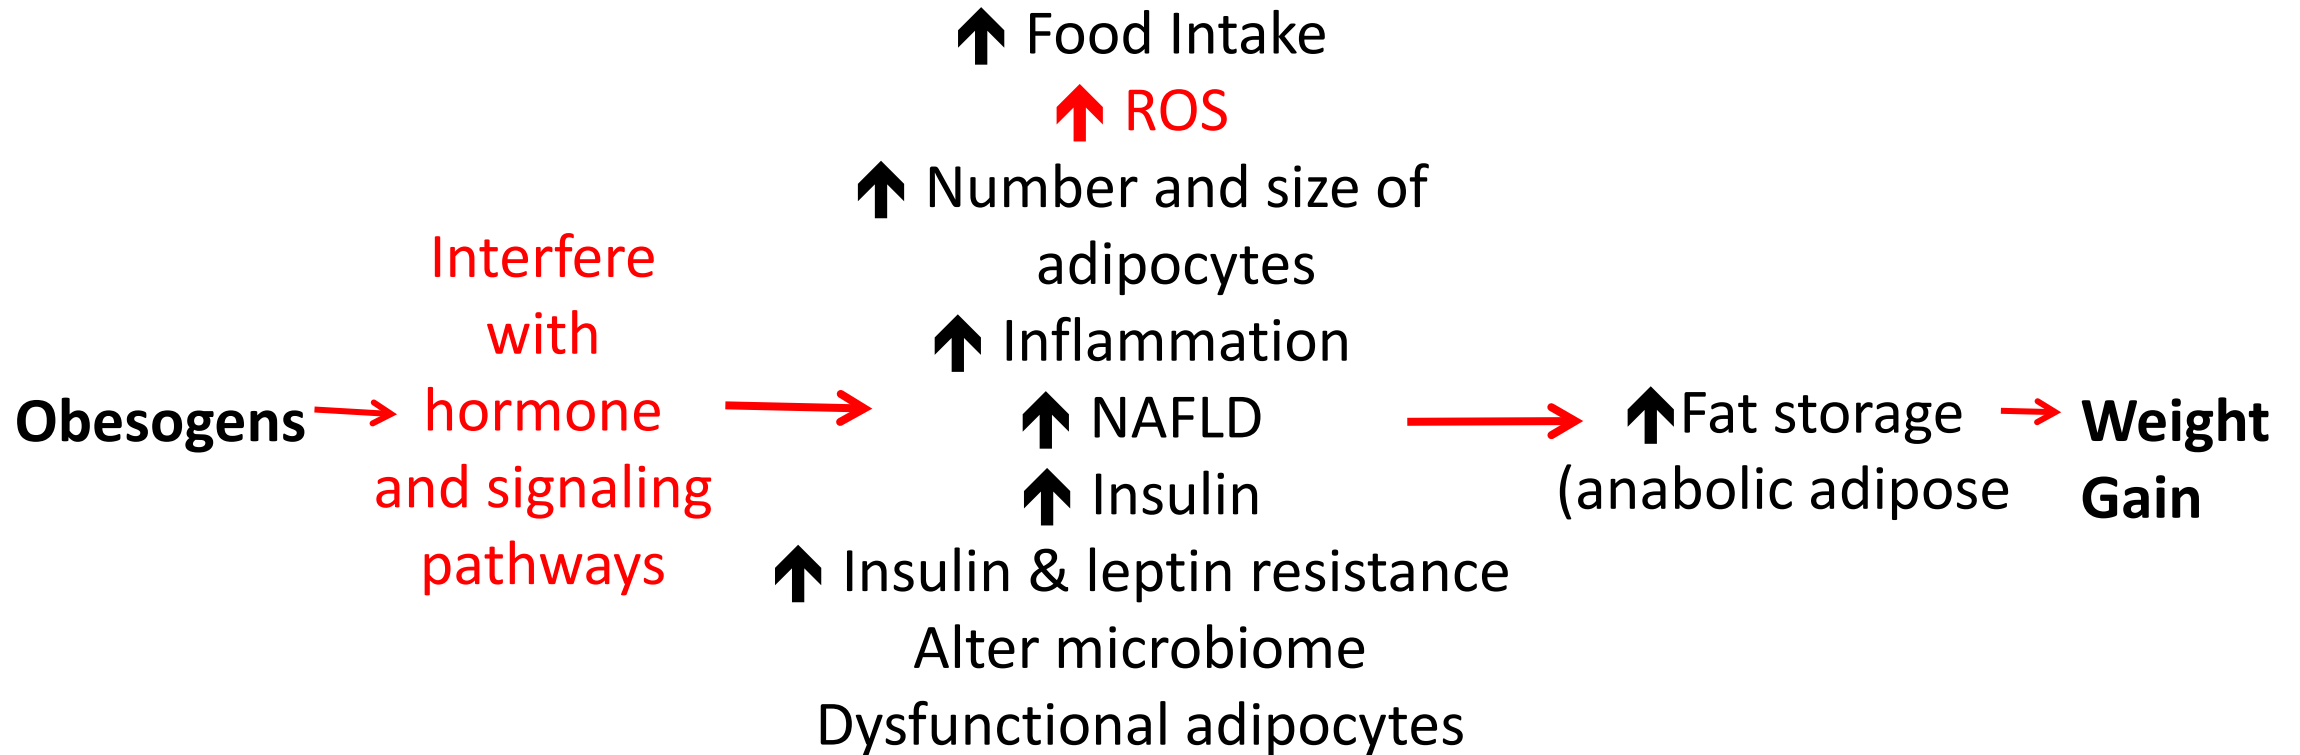 Obesogens
Interfere
with
hormone
and signaling
pathways
↑ Food Intake
↑ ROS
↑ Number and size of
adipocytes
↑ Inflammation
↑ NAFLD
↑ Insulin
↑ Insulin & leptin resistance
Alter microbiome
Dysfunctional adipocytes
↑Fat storage
(anabolic adipose
Weight
Gain